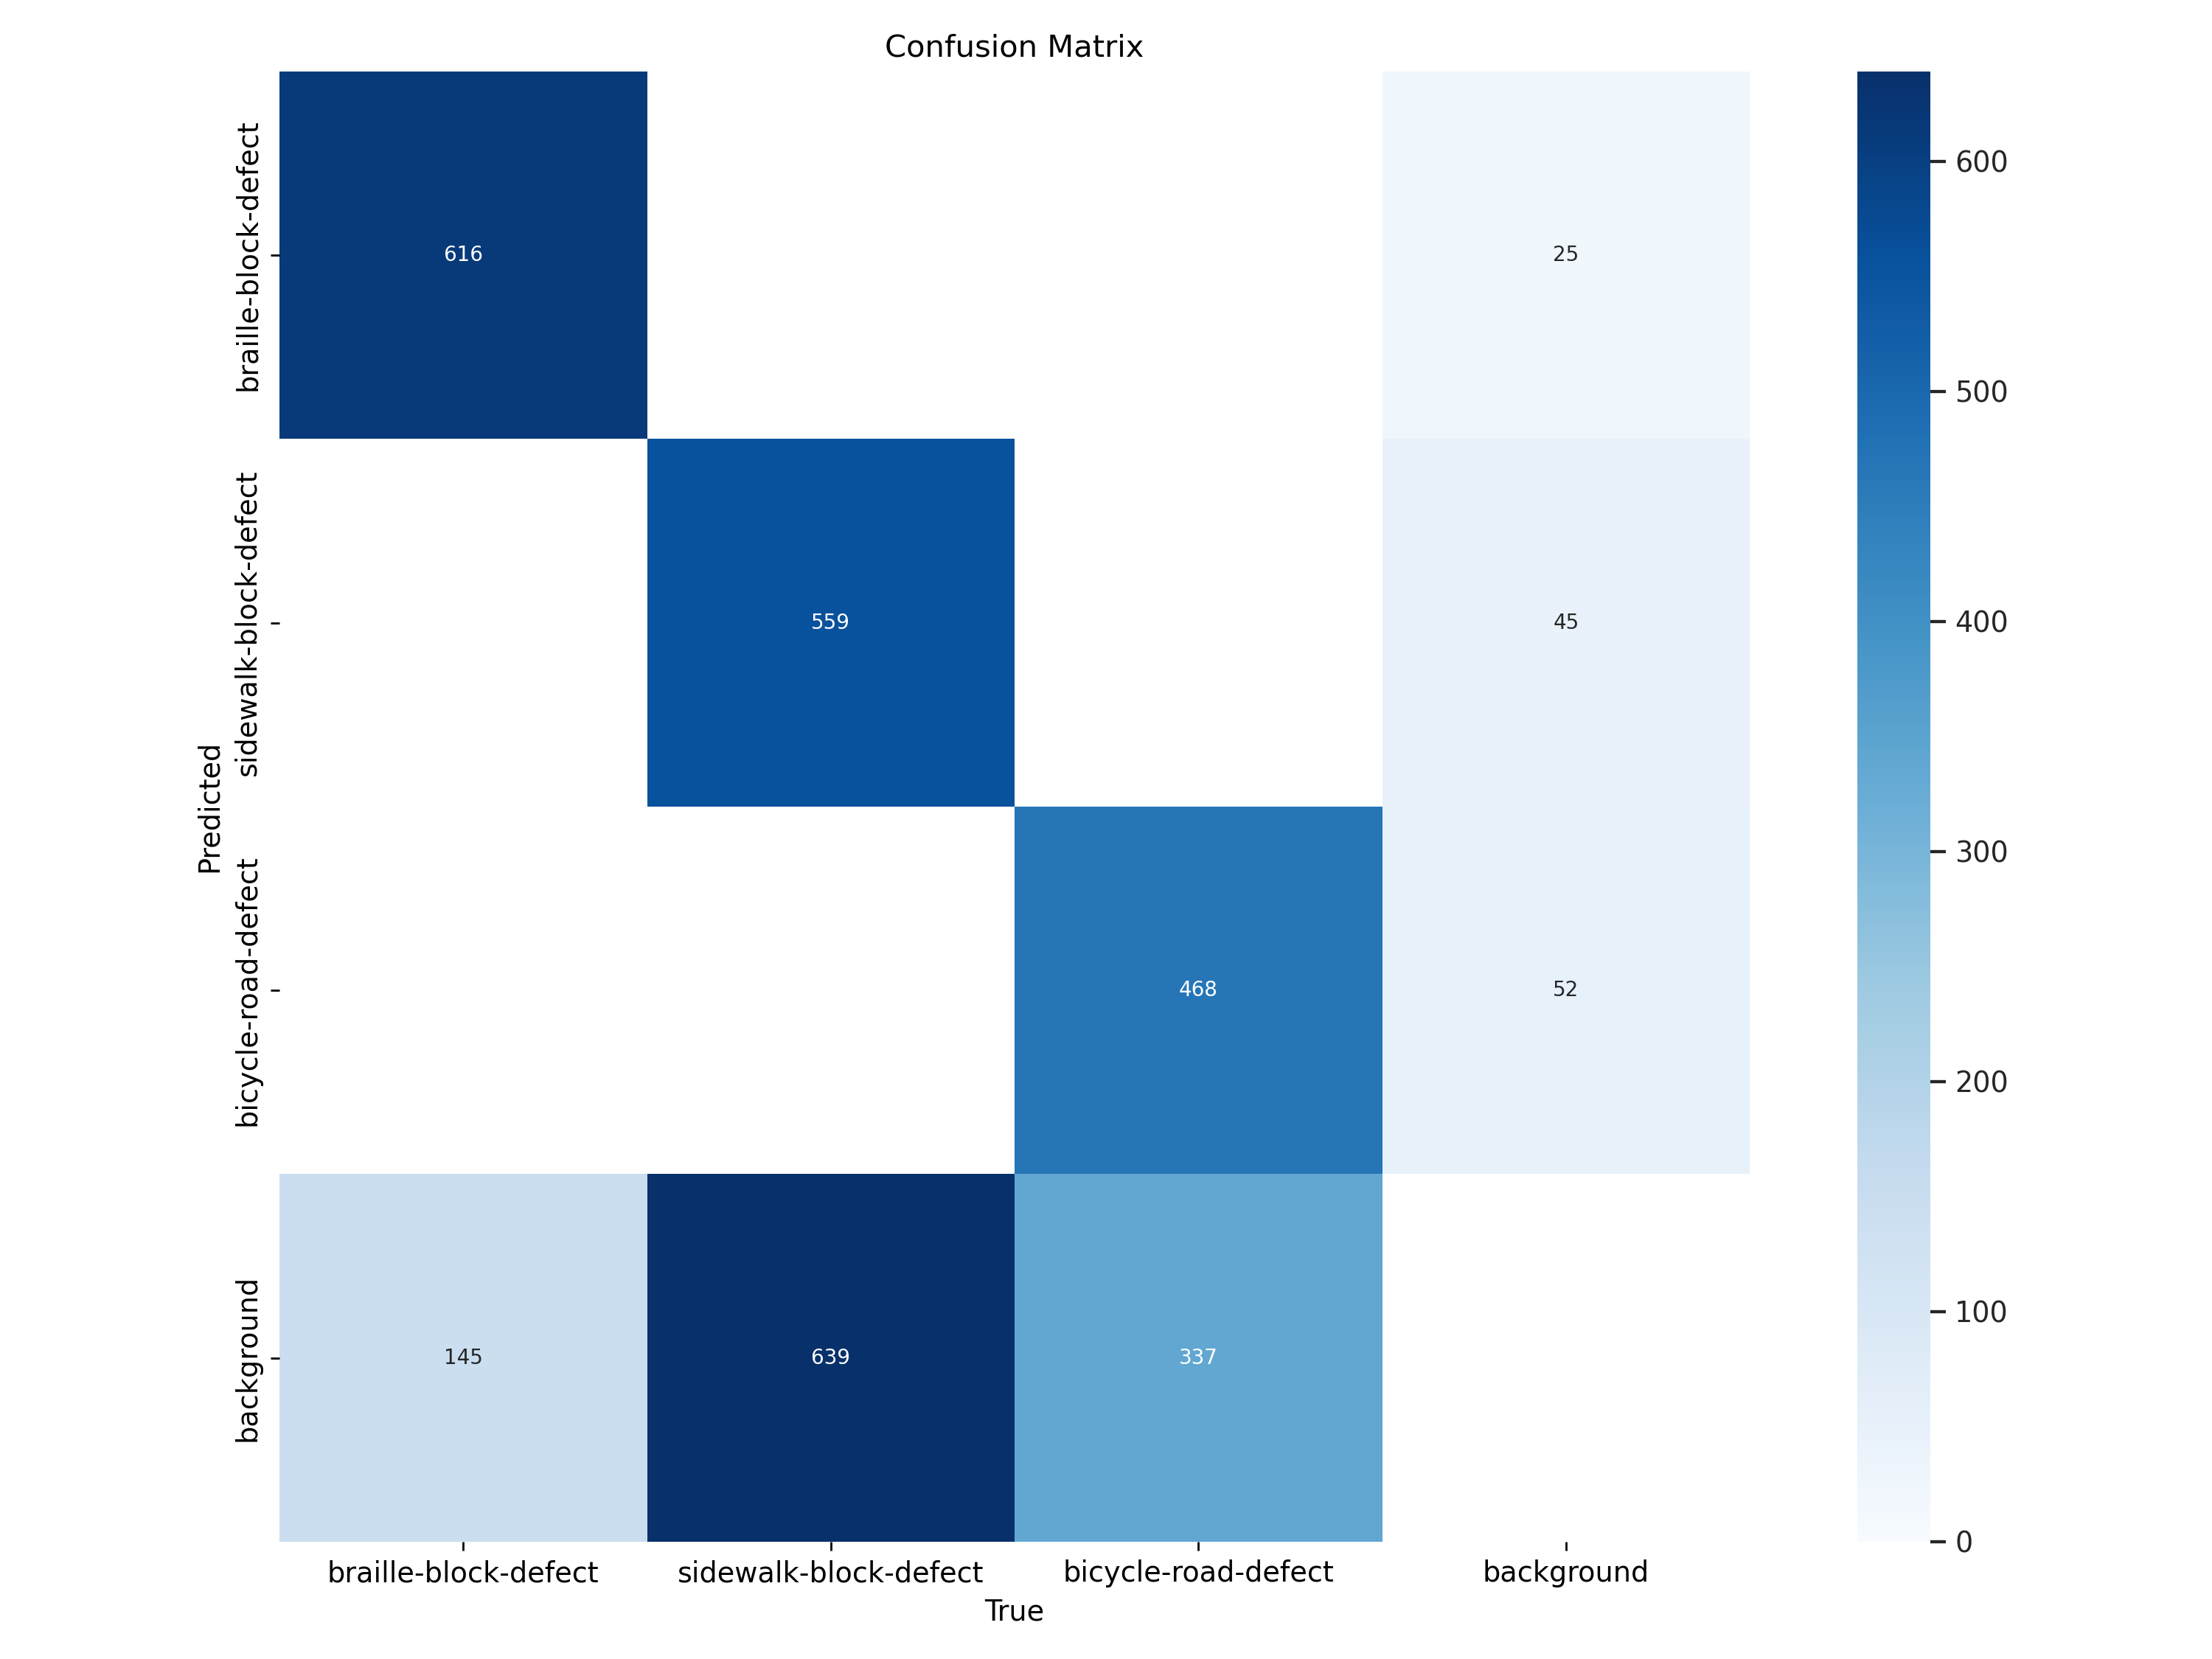 Confusion Matrix
braille-block-defect
sidewalk-block-defect
bicycle-road-defect
background
Predicted
616
25
559
45
468
52
145
639
337
braille-block-defect
sidewalk-block-defect
bicycle-road-defect
background
True
600
500
400
300
200
100
0